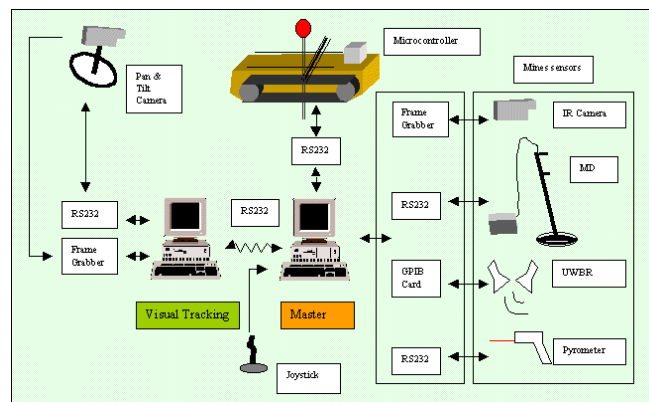 Microcontroller
Mines sensors
Pan &
Tilt
Camera
Frame
Grabber
IR Camera
RS232
MD
RS232
RS232
RS232
Frame
Grabber
GPIB
Card
UWBR
Visual Tracking
Master
RS232
Pyrometer
Joystick